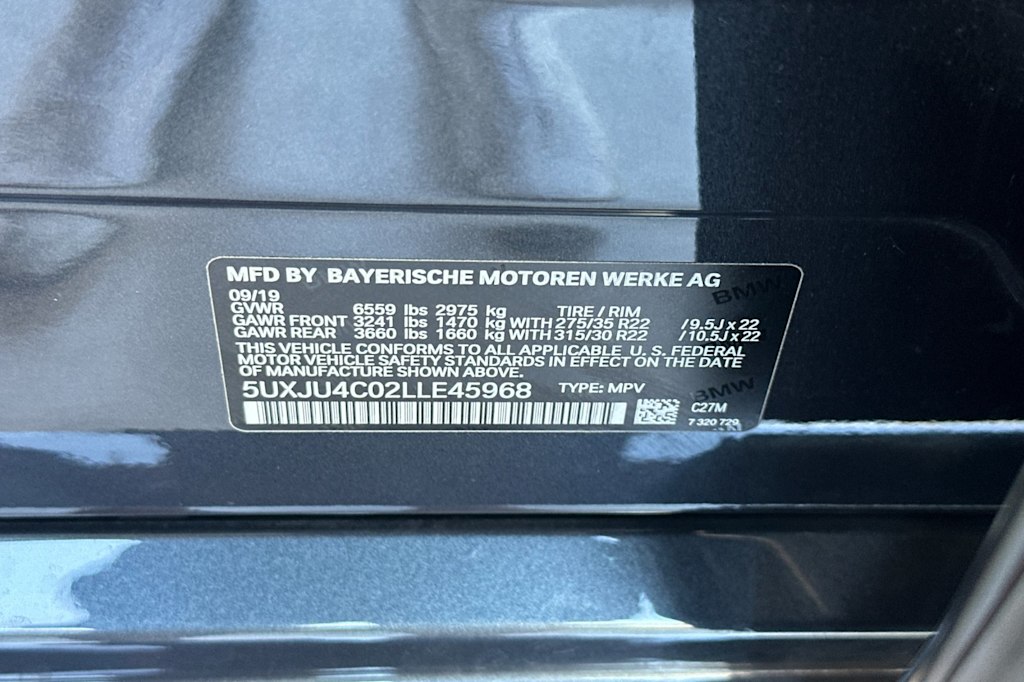 MFD BY BAYERISCHE MOTOREN WERKE AG
09/19
GVWR 6559 lbs 2975 kg TIRE / RIM
GAWR FRONT 3241 lbs 1470 kg WITH 275/35 R22 /9.5J x 22
GAWR REAR 3660 lbs 1660 kg WITH 315/30 R22 /10.5J x 22
THIS VEHICLE CONFORMS TO ALL APPLICABLE U.S. FEDERAL
MOTOR VEHICLE SAFETY STANDARDS IN EFFECT ON THE DATE
OF MANUFACTURE SHOWN ABOVE.
5UXJU4C02LLE45968 TYPE: MPV
C27M
7 320 729
BMW
BMW